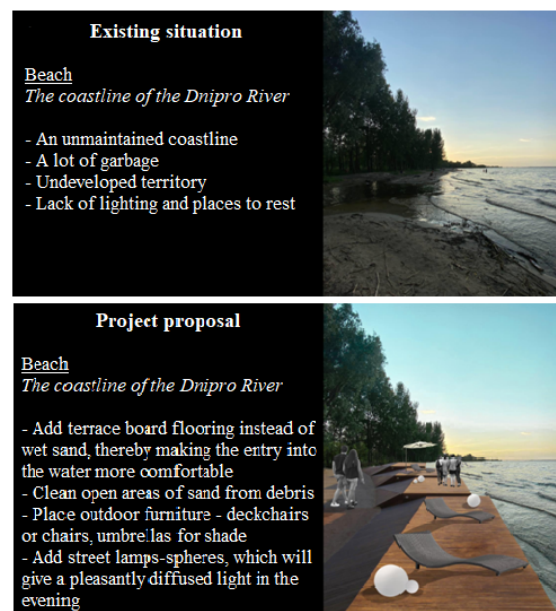 Existing situation
Beach
The coastline of the Dnipro River
- An unmaintained coastline
- A lot of garbage
- Undeveloped territory
- Lack of lighting and places to rest
Project proposal
Beach
The coastline of the Dnipro River
- Add terrace board flooring instead of
wet sand, thereby making the entry into
the water more comfortable
- Clean open areas of sand from debris
- Place outdoor furniture - deckchairs
or chairs, umbrellas for shade
- Add street lamps-spheres, which will
give a pleasantly diffused light in the
evening